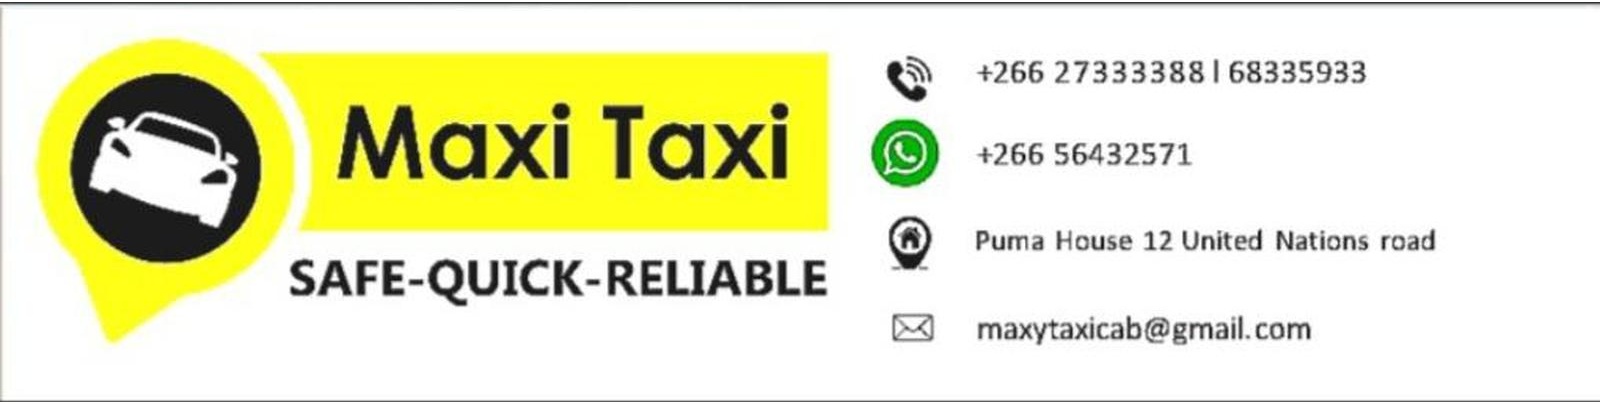 Maxi Taxi
SAFE-QUICK-RELIABLE
+266 27333388 | 68335933
+266 56432571
Puma House 12 United Nations road
maxytaxicab@gmail.com